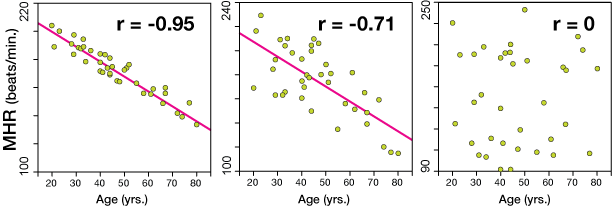 220
240
250
r = -0.95
r = -0.71
r = 0
MHR (beats/min.)
100
100
90
20 30 40 50 60 70 80
20 30 40 50 60 70 80
20 30 40 50 60 70 80
Age (yrs.)
Age (yrs.)
Age (yrs.)